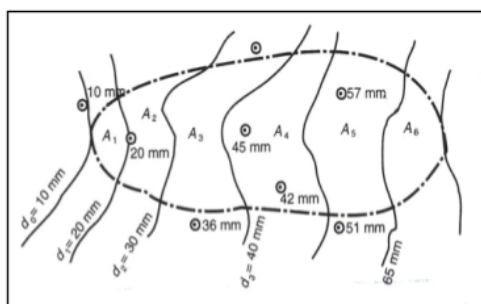 10 mm
A₂
57 mm
A₁
A₃
A₄
A₅
A₆
20 mm
45 mm
42 mm
36 mm
51 mm
d₀= 10 mm
d₁= 20 mm
d₂= 30 mm
d₃= 40 mm
65 mm